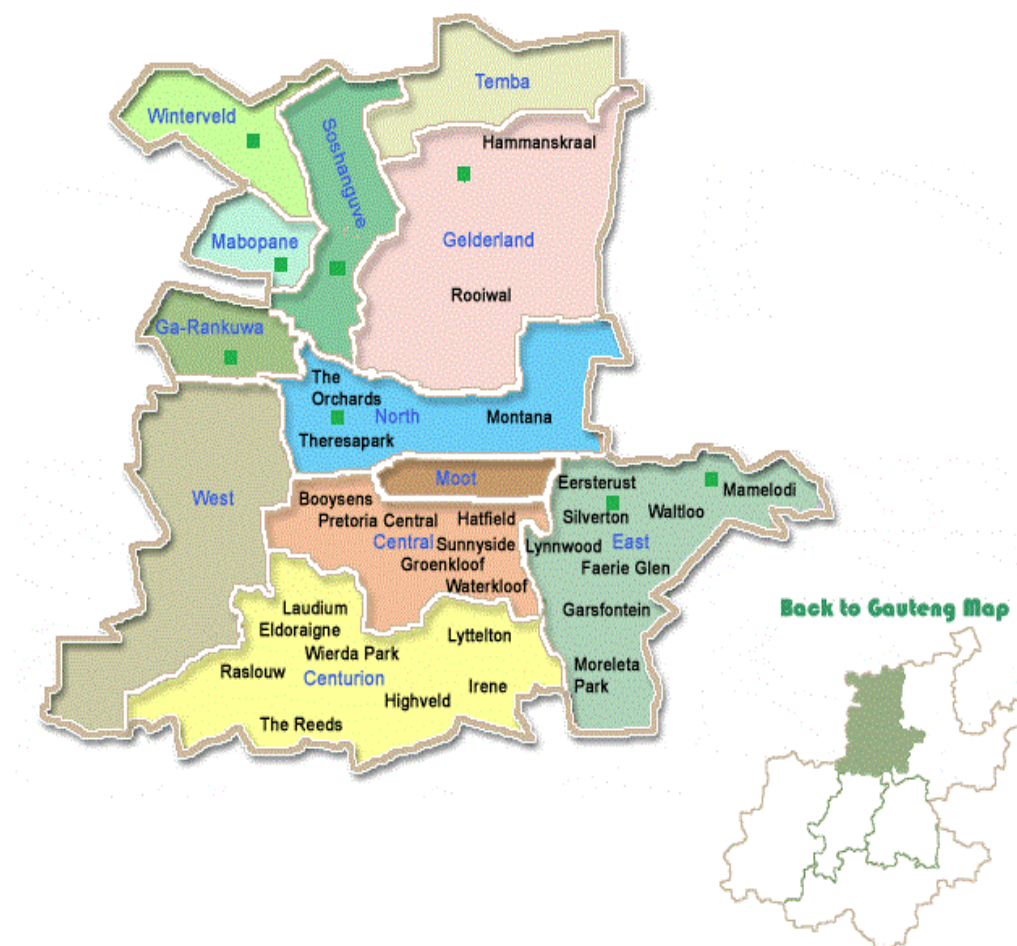 Temba
Winterveld
Soshanguve
Hammanskraal
Mabopane
Gelderland
Rooiwal
Ga-Rankuwa
The
Orchards
North
Montana
Theresapark
Moot
West
Booysens
Pretoria Central
Hatfield
Central
Sunnyside
Groenkloof
Waterkloof
Eersterust
Mamelodi
Silverton
Waltloo
Lynnwood
East
Faerie Glen
Garsfontein
Moreleta
Park
Laudium
Eldoraigne
Lyttelton
Wierda Park
Raslouw
Centurion
Irene
Highveld
The Reeds
Back to Gauteng Map